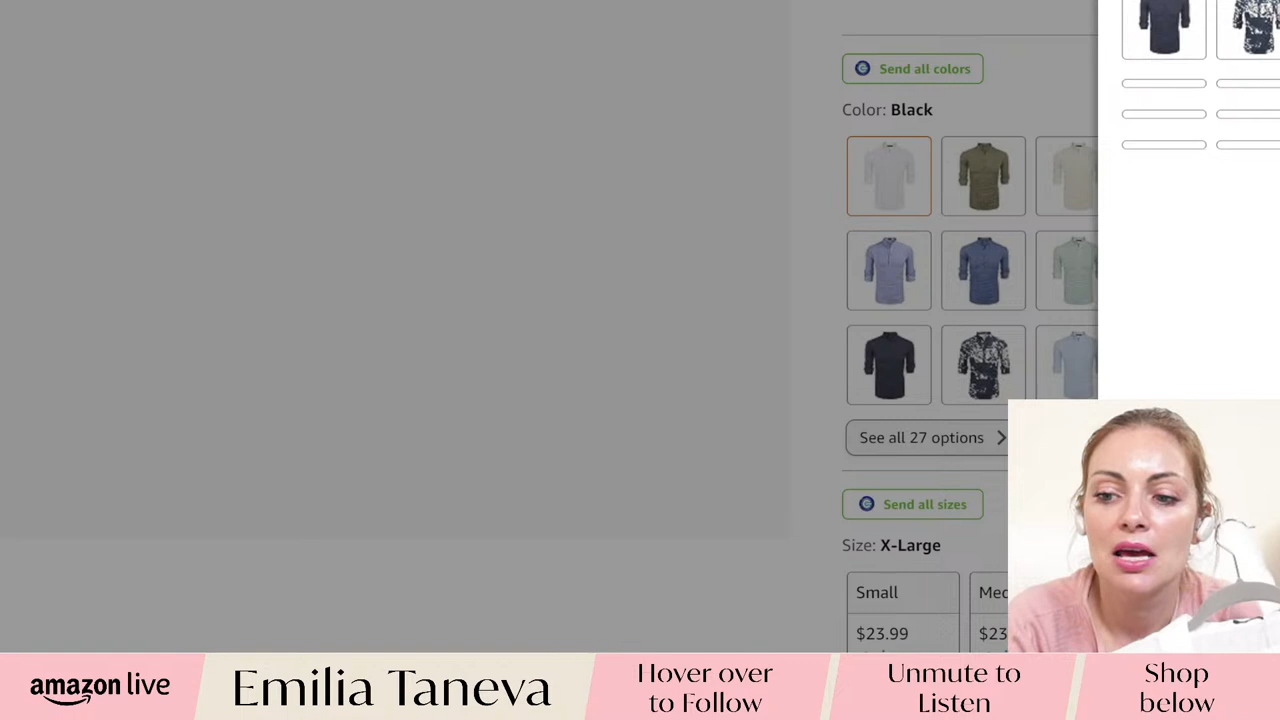 Send all colors
Color: Black
See all 27 options
Send all sizes
Size: X-Large
Small
$23.99
$23
amazon live
Emilia Taneva
Hover over
to Follow
Unmute to
Listen
Shop
below